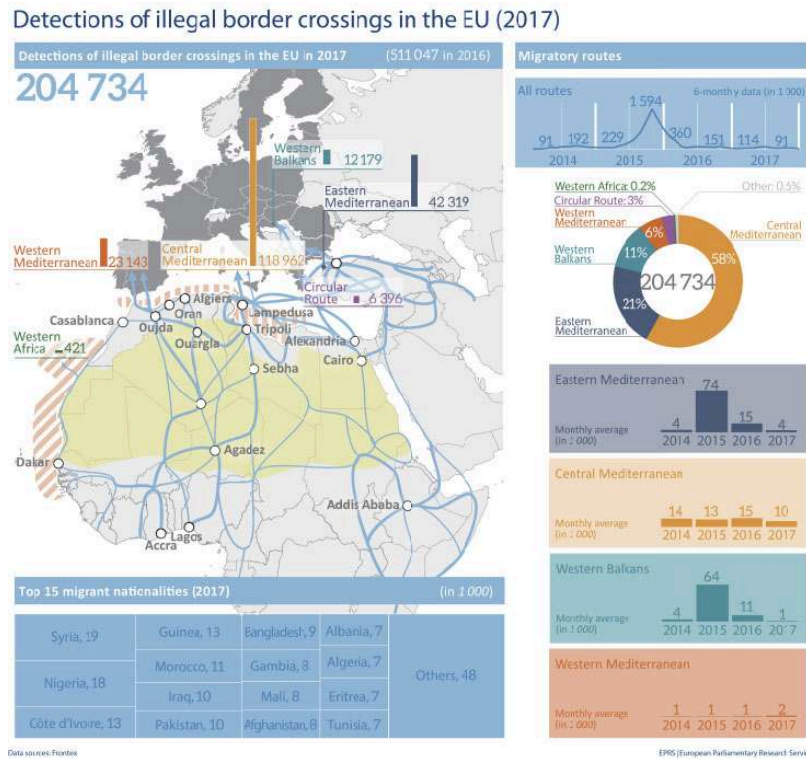 Detections of illegal border crossings in the EU (2017)
Detections of illegal border crossings in the EU in 2017 (511 047 in 2016)
204 734
Western
Balkans 12 179
Eastern
Mediterranean 42 319
Western
Mediterranean 23 143
Central
Mediterranean 118 962
Circular
Route 6 396
Western
Africa 421
Casablanca
Oujda
Oran
Algiers
Ouargla
Lampedusa
Tripoli
Alexandria
Cairo
Sebha
Agadez
Dakar
Accra
Lagos
Addis Ababa
Top 15 migrant nationalities (2017) (in 1 000)
Syria, 19
Nigeria, 18
Côte d'Ivoire, 13
Guinea, 13
Morocco, 11
Iraq, 10
Pakistan, 10
Bangladesh, 9
Gambia, 8
Mali, 8
Afghanistan, 8
Albania, 7
Algeria, 7
Eritrea, 7
Tunisia, 7
Others, 48
Migratory routes
All routes 6-monthly data (in 1 000)
91 192 229 1 594 360 151 114 91
2014 2015 2016 2017
Western Africa: 0.2%
Other: 0.6%
Circular Route: 3%
Western
Mediterranean 6%
Central
Mediterranean 58%
Western
Balkans 11%
204 734
Eastern
Mediterranean 21%
Eastern Mediterranean
Monthly average
(in 1 000)
4 74 15 4
2014 2015 2016 2017
Central Mediterranean
Monthly average
(in 1 000)
14 13 15 10
2014 2015 2016 2017
Western Balkans
Monthly average
(in 1 000)
4 64 11 1
2014 2015 2016 2017
Western Mediterranean
Monthly average
(in 1 000)
1 1 1 2
2014 2015 2016 2017
Data sources: Frontex
EPRS | European Parliamentary Research